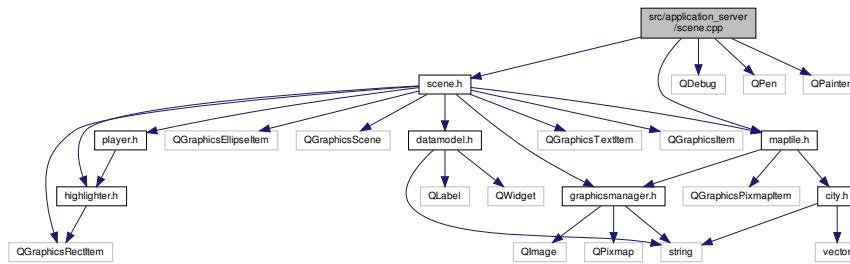 src/application_server
/scene.cpp
scene.h
QDebug
QPen
QPainter
player.h
QGraphicsEllipseItem
QGraphicsScene
datamodel.h
QGraphicsTextItem
QGraphicsItem
maptile.h
highlighter.h
QLabel
QWidget
graphicsmanager.h
QGraphicsPixmapItem
city.h
QGraphicsRectItem
QImage
QPixmap
string
vector